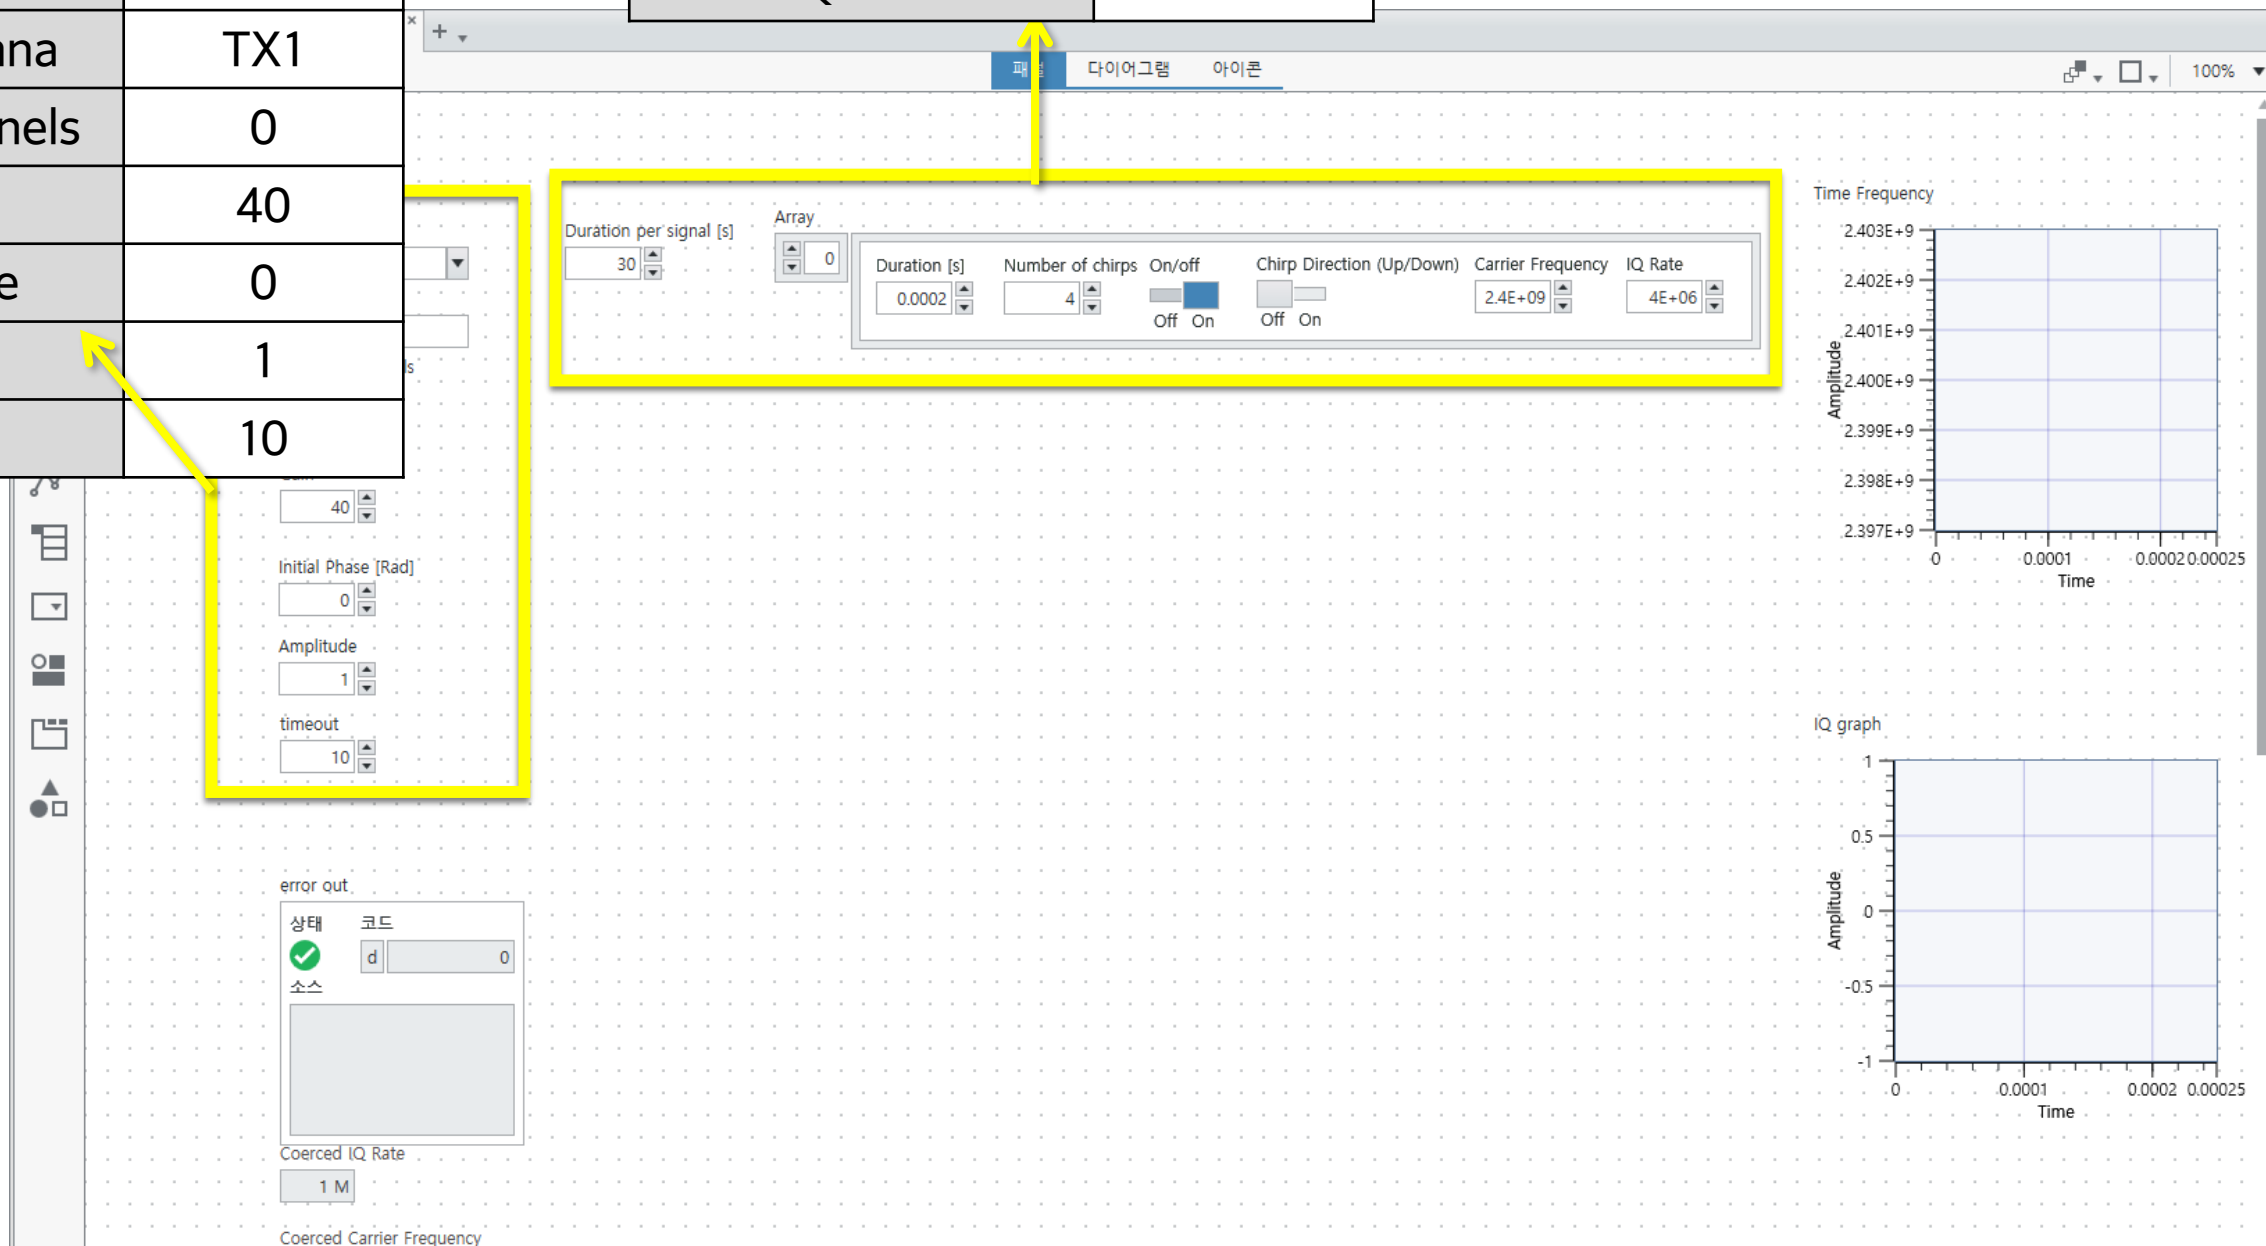 TX1
0
40
0
1
10
다이어그램
아이콘
100%
Duration per signal [s]
30
Array
0
Duration [s]
0.0002
Number of chirps
4
On/off
Off On
Chirp Direction (Up/Down)
Off On
Carrier Frequency
2.4E+09
IQ Rate
4E+06
40
Initial Phase [Rad]
0
Amplitude
1
timeout
10
error out
상태
코드
d
0
소스
Coerced IQ Rate
1 M
Coerced Carrier Frequency
Time Frequency
Amplitude
2.403E+9
2.402E+9
2.401E+9
2.400E+9
2.399E+9
2.398E+9
2.397E+9
0
0.0001
0.0002
0.00025
Time
IQ graph
Amplitude
1
0.5
0
-0.5
-1
0
0.0001
0.0002
0.00025
Time